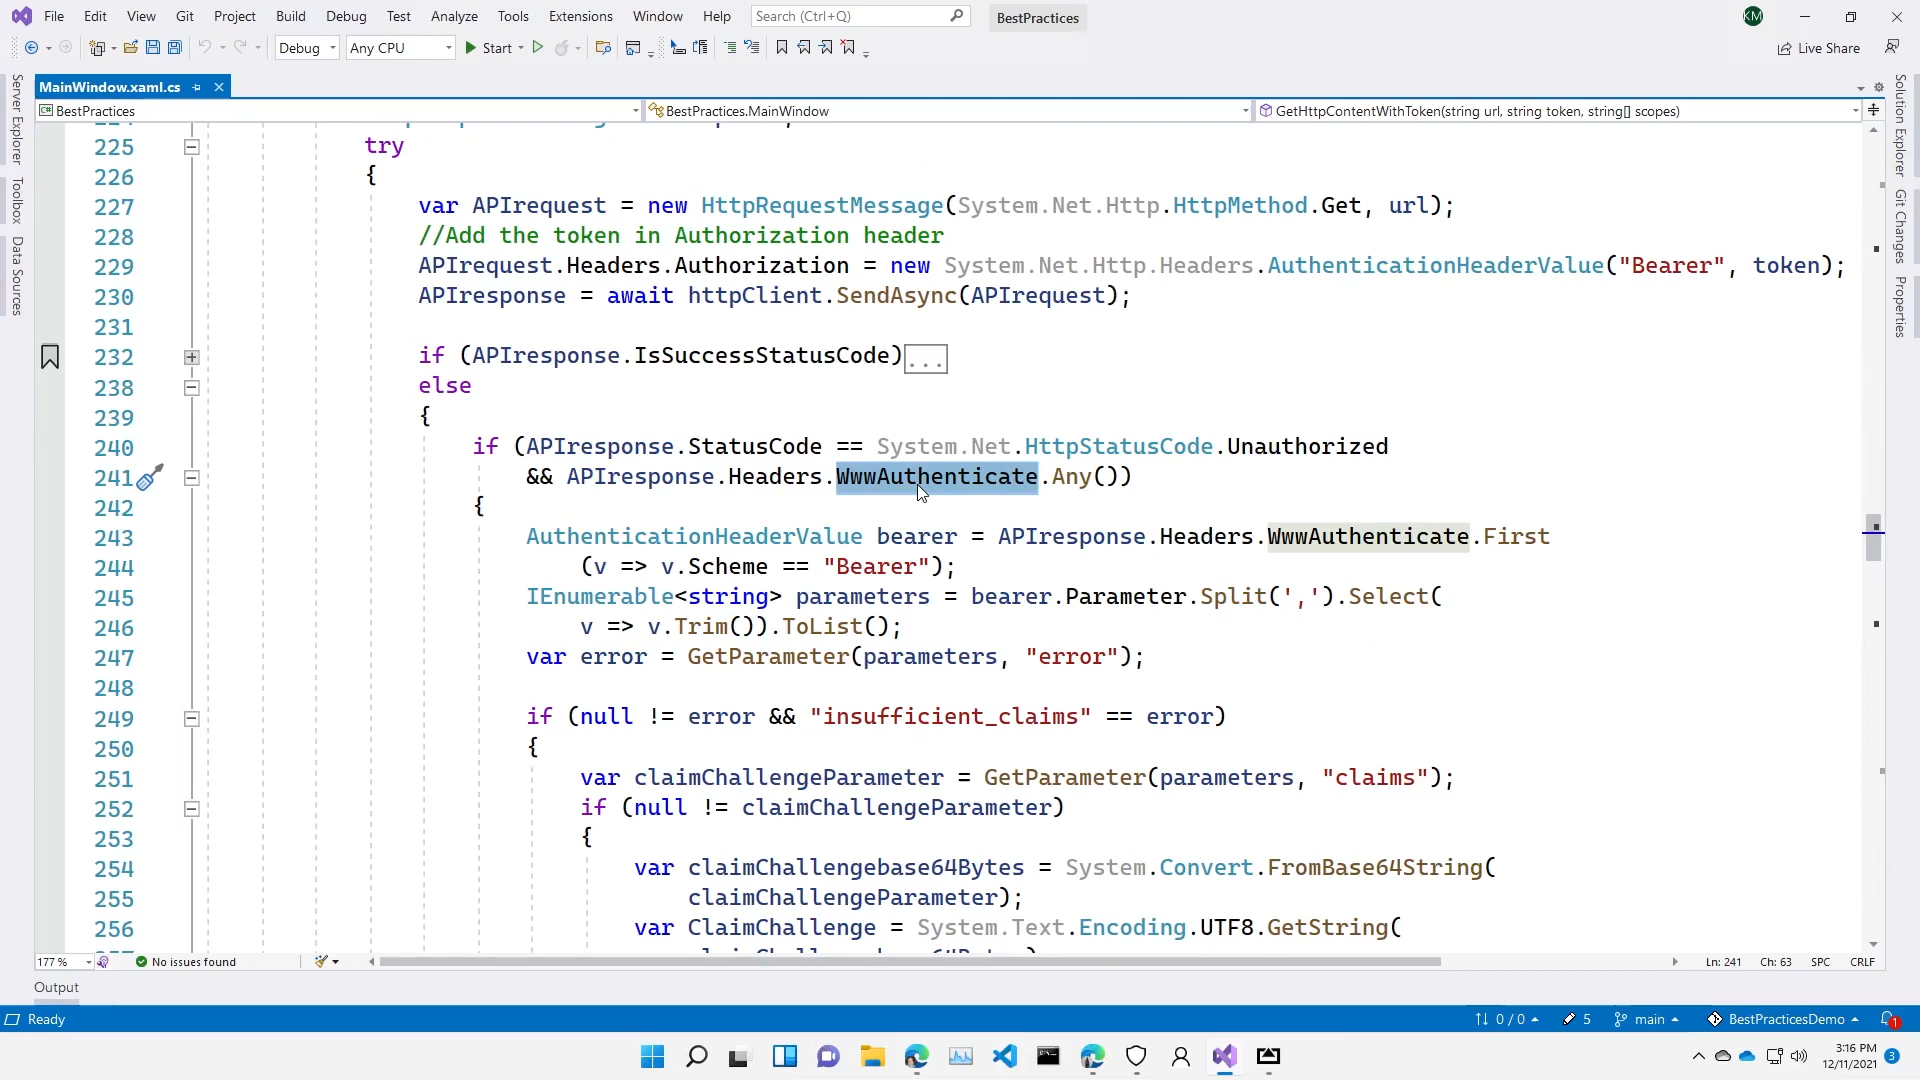 File Edit View Git Project Build Debug Test Analyze Tools Extensions Window Help Search (Ctrl+Q) BestPractices KM
Debug Any CPU Start Live Share
MainWindow.xaml.cs
BestPractices BestPractices.MainWindow GetHttpContentWithToken(string url, string token, string[] scopes)
Server Explorer
Toolbox
Data Sources
Solution Explorer
Git Changes
Properties
225 try
226 {
227 var APIrequest = new HttpRequestMessage(System.Net.Http.HttpMethod.Get, url);
228 //Add the token in Authorization header
229 APIrequest.Headers.Authorization = new System.Net.Http.Headers.AuthenticationHeaderValue("Bearer", token);
230 APIresponse = await httpClient.SendAsync(APIrequest);
231
232 if (APIresponse.IsSuccessStatusCode)...
238 else
239 {
240 if (APIresponse.StatusCode == System.Net.HttpStatusCode.Unauthorized
241 && APIresponse.Headers.WwwAuthenticate.Any())
242 {
243 AuthenticationHeaderValue bearer = APIresponse.Headers.WwwAuthenticate.First
244 (v => v.Scheme == "Bearer");
245 IEnumerable<string> parameters = bearer.Parameter.Split(',').Select(
246 v => v.Trim()).ToList();
247 var error = GetParameter(parameters, "error");
248
249 if (null != error && "insufficient_claims" == error)
250 {
251 var claimChallengeParameter = GetParameter(parameters, "claims");
252 if (null != claimChallengeParameter)
253 {
254 var claimChallengebase64Bytes = System.Convert.FromBase64String(
255 claimChallengeParameter);
256 var ClaimChallenge = System.Text.Encoding.UTF8.GetString(
177 % No issues found Ln: 241 Ch: 63 SPC CRLF
Output
Ready 0 / 0 5 main BestPracticesDemo 1
3:16 PM
12/11/2021 3